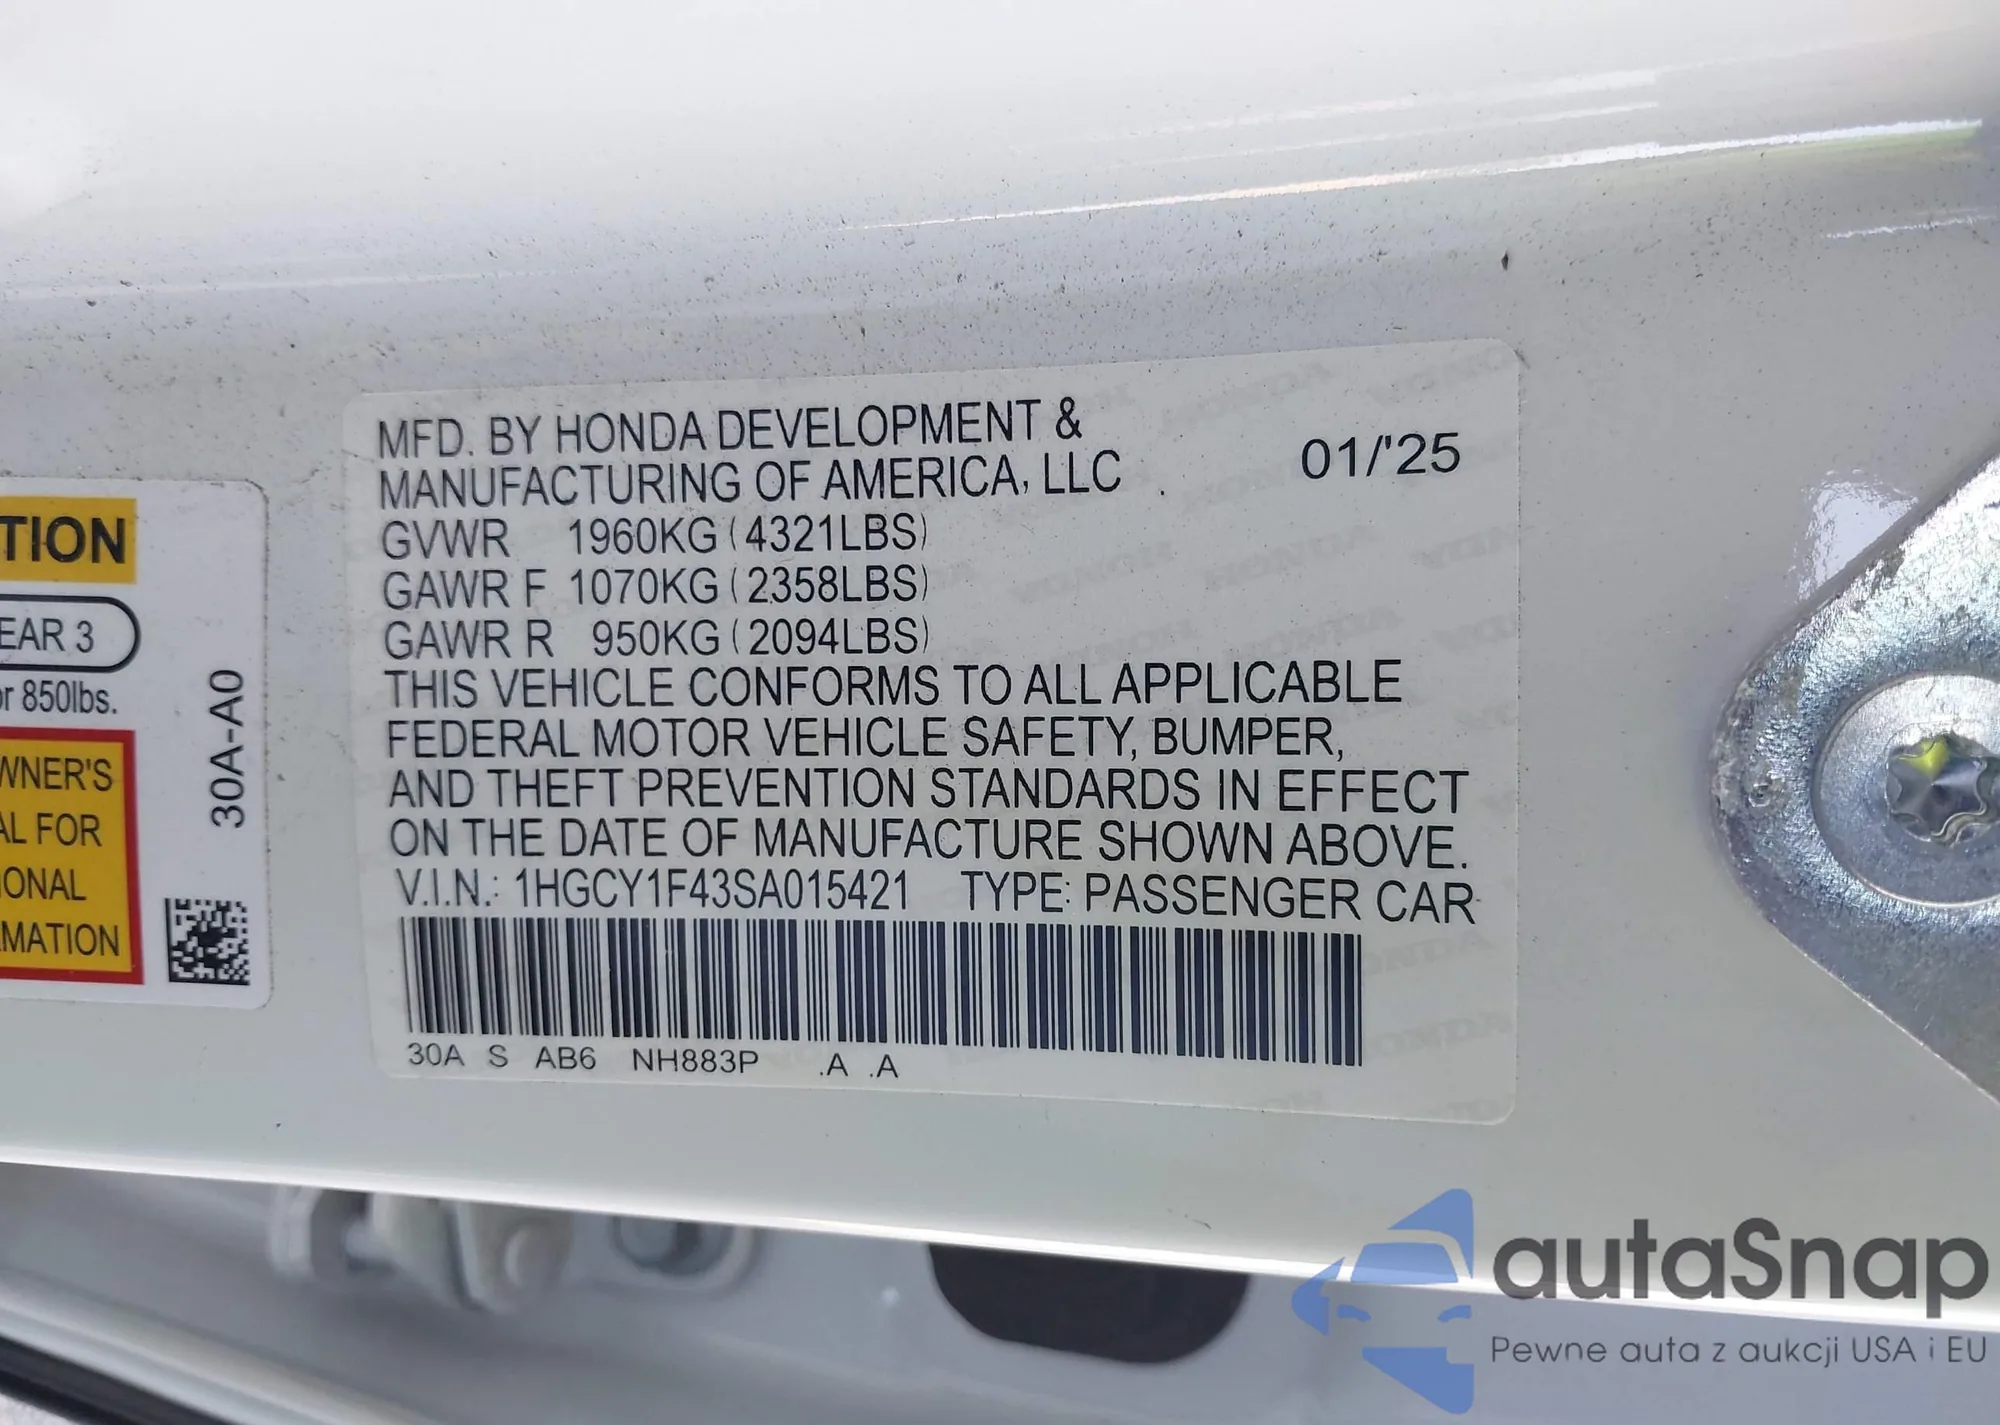 TION
EAR 3
or 850lbs.
WNER'S
AL FOR
IONAL
MATION
30A-A0
MFD. BY HONDA DEVELOPMENT &
MANUFACTURING OF AMERICA, LLC .
01/'25
GVWR 1960KG (4321LBS)
GAWR F 1070KG (2358LBS)
GAWR R 950KG (2094LBS)
THIS VEHICLE CONFORMS TO ALL APPLICABLE
FEDERAL MOTOR VEHICLE SAFETY, BUMPER,
AND THEFT PREVENTION STANDARDS IN EFFECT
ON THE DATE OF MANUFACTURE SHOWN ABOVE.
V.I.N.: 1HGCY1F43SA015421 TYPE: PASSENGER CAR
30A S AB6 NH883P .A .A
autaSnap
Pewne auta z aukcji USA i EU